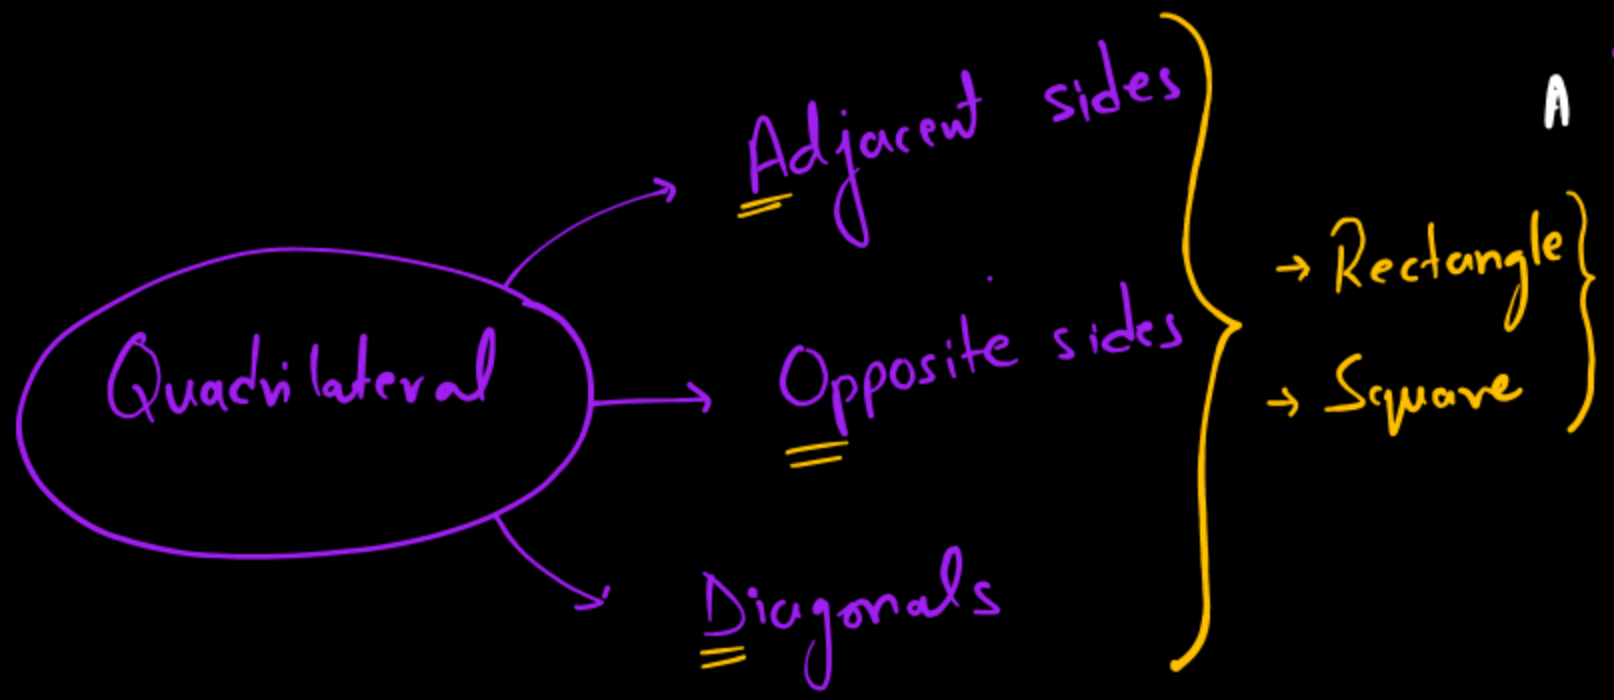 Adjacent sides
A
→ Rectangle
Quadrilateral
Opposite sides
→ Square
Diagonals